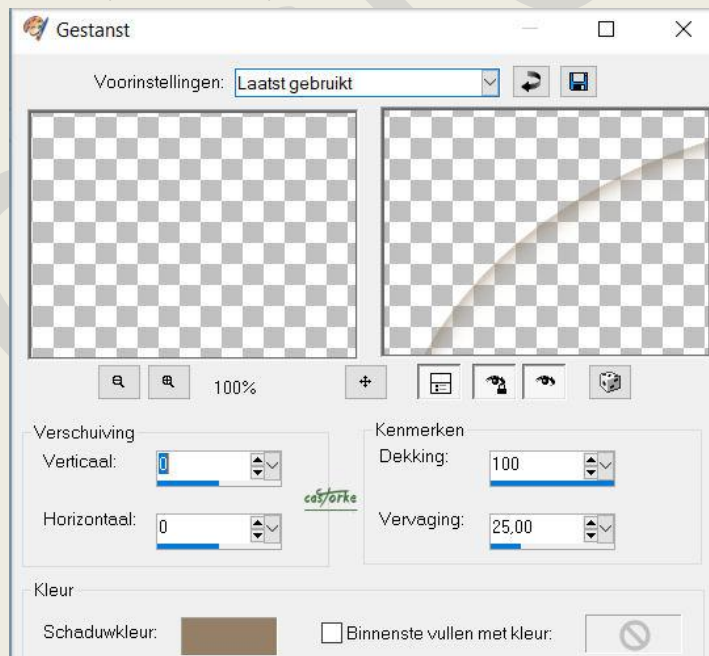 Gestanst
Voorinstellingen: Laatst gebruikt
100%
Verschuiving
Verticaal: 0
Horizontaal: 0
castorke
Kenmerken
Dekking: 100
Vervaging: 25,00
Kleur
Schaduwkleur:
Binnenste vullen met kleur: